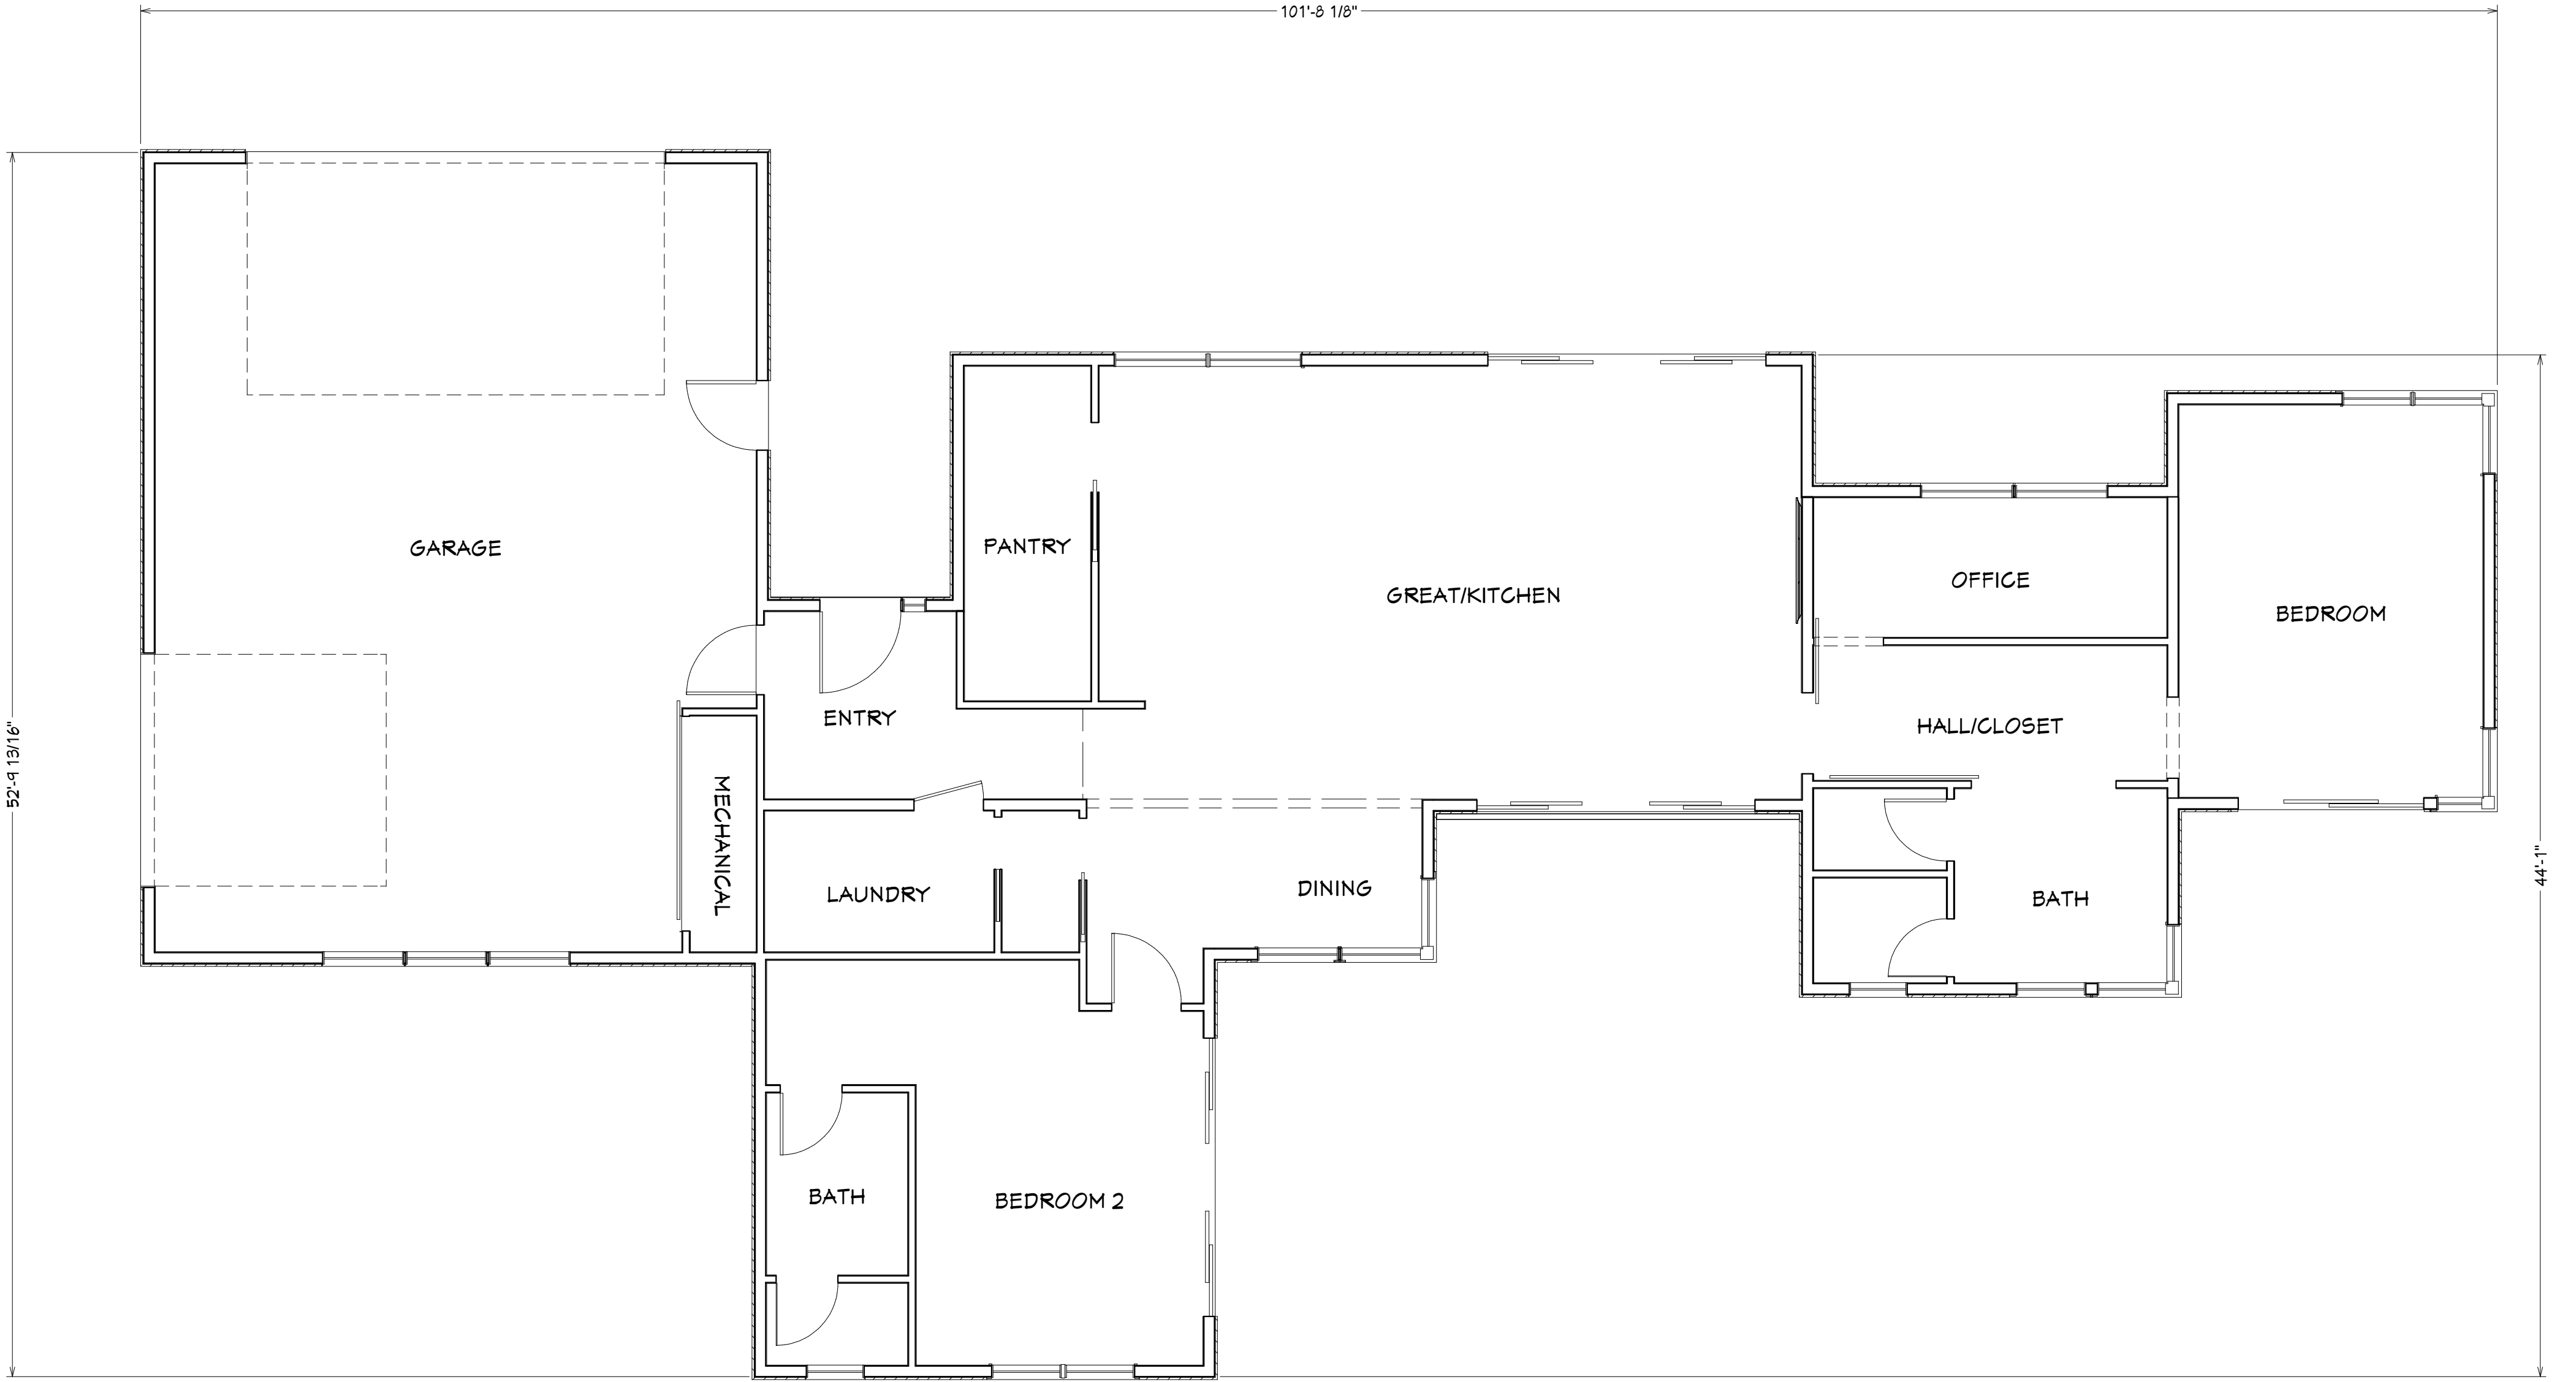 101'-8 1/8"
GARAGE
PANTRY
GREAT/KITCHEN
OFFICE
BEDROOM
ENTRY
HALL/CLOSET
52'-9 13/16"
MECHANICAL
LAUNDRY
DINING
BATH
44'-1"
BATH
BEDROOM 2